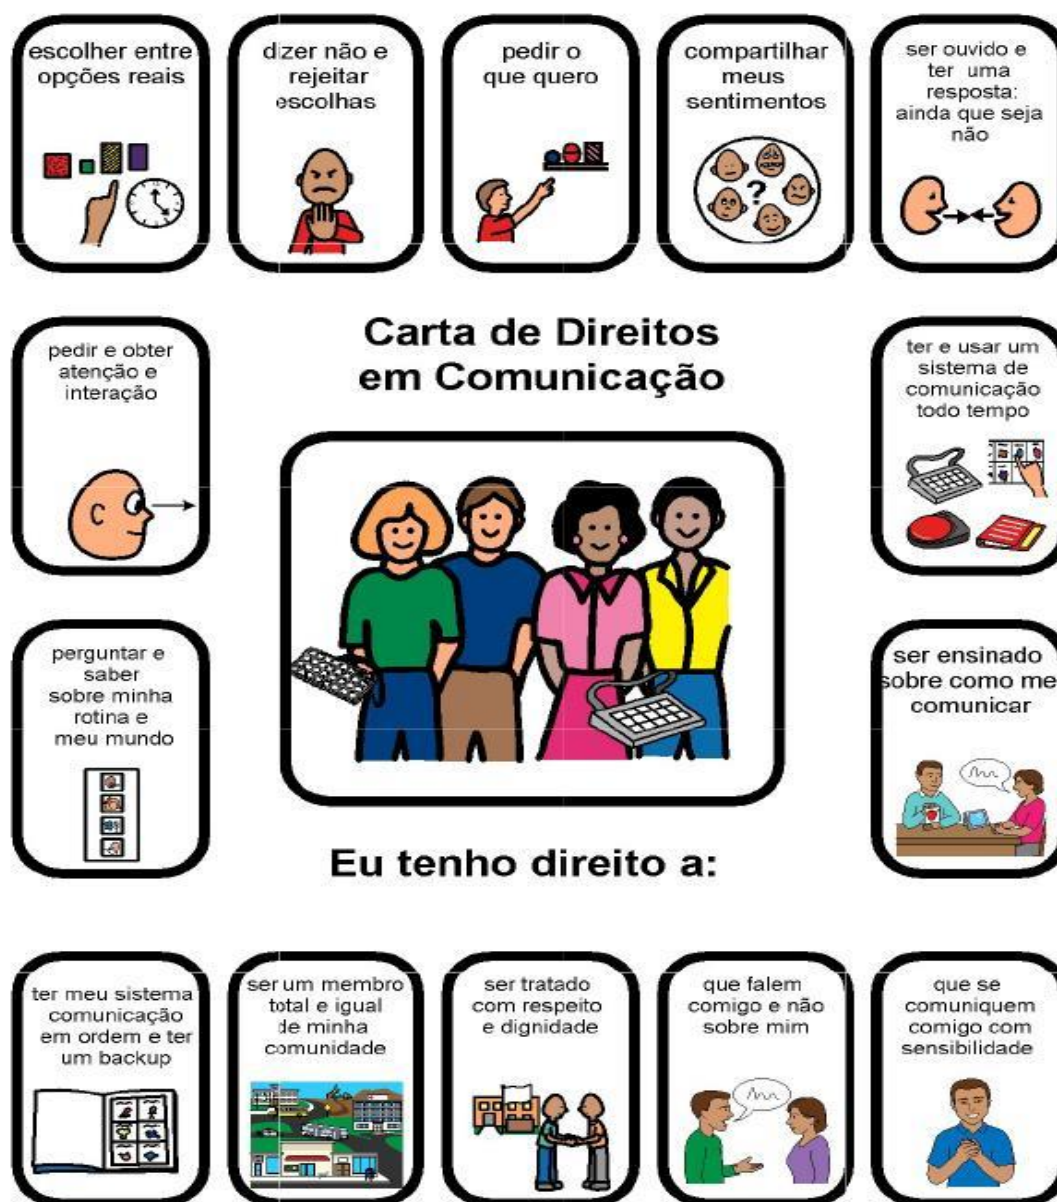 escolher entre
opções reais
dizer não e
rejeitar
escolhas
pedir o
que quero
compartilhar
meus
sentimentos
ser ouvido e
ter uma
resposta:
ainda que seja
não
Carta de Direitos
em Comunicação
pedir e obter
atenção e
interação
ter e usar um
sistema de
comunicação
todo tempo
perguntar e
saber
sobre minha
rotina e
meu mundo
ser ensinado
sobre como me
comunicar
Eu tenho direito a:
ter meu sistema
comunicação
em ordem e ter
um backup
ser um membro
total e igual
de minha
comunidade
ser tratado
com respeito
e dignidade
que falem
comigo e não
sobre mim
que se
comuniquem
comigo com
sensibilidade